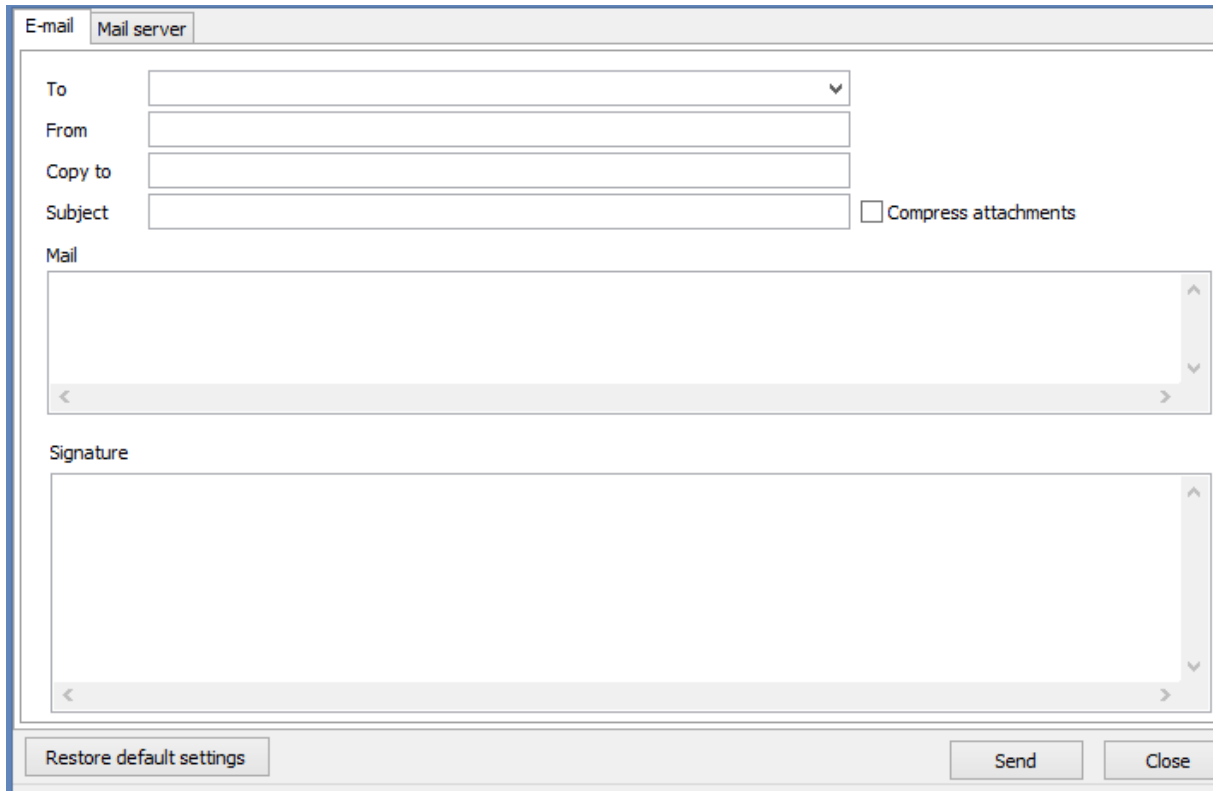 E-mail Mail server
To
From
Copy to
Subject Compress attachments
Mail
Signature
Restore default settings Send Close